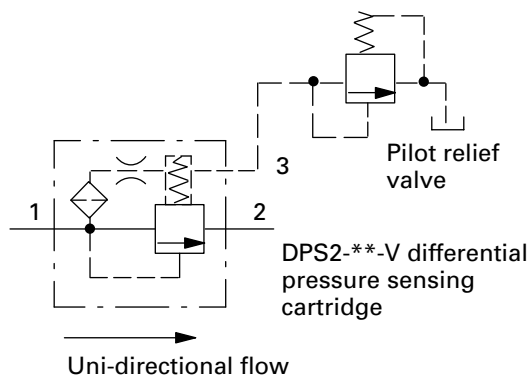 3
Pilot relief
valve
1
2
DPS2-**-V differential
pressure sensing
cartridge
Uni-directional flow